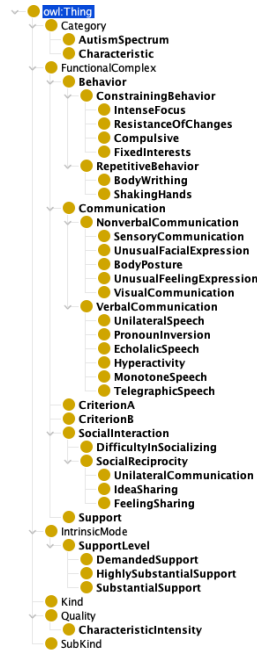 owl:Thing
Category
AutismSpectrum
Characteristic
FunctionalComplex
Behavior
ConstrainingBehavior
IntenseFocus
ResistanceOfChanges
Compulsive
FixedInterests
RepetitiveBehavior
BodyWrithing
ShakingHands
Communication
NonverbalCommunication
SensoryCommunication
UnusualFacialExpression
BodyPosture
UnusualFeelingExpression
VisualCommunication
VerbalCommunication
UnilateralSpeech
PronounInversion
EcholalicSpeech
Hyperactivity
MonotoneSpeech
TelegraphicSpeech
CriterionA
CriterionB
SocialInteraction
DifficultyInSocializing
SocialReciprocity
UnilateralCommunication
IdeaSharing
FeelingSharing
Support
IntrinsicMode
SupportLevel
DemandedSupport
HighlySubstantialSupport
SubstantialSupport
Kind
Quality
CharacteristicIntensity
SubKind